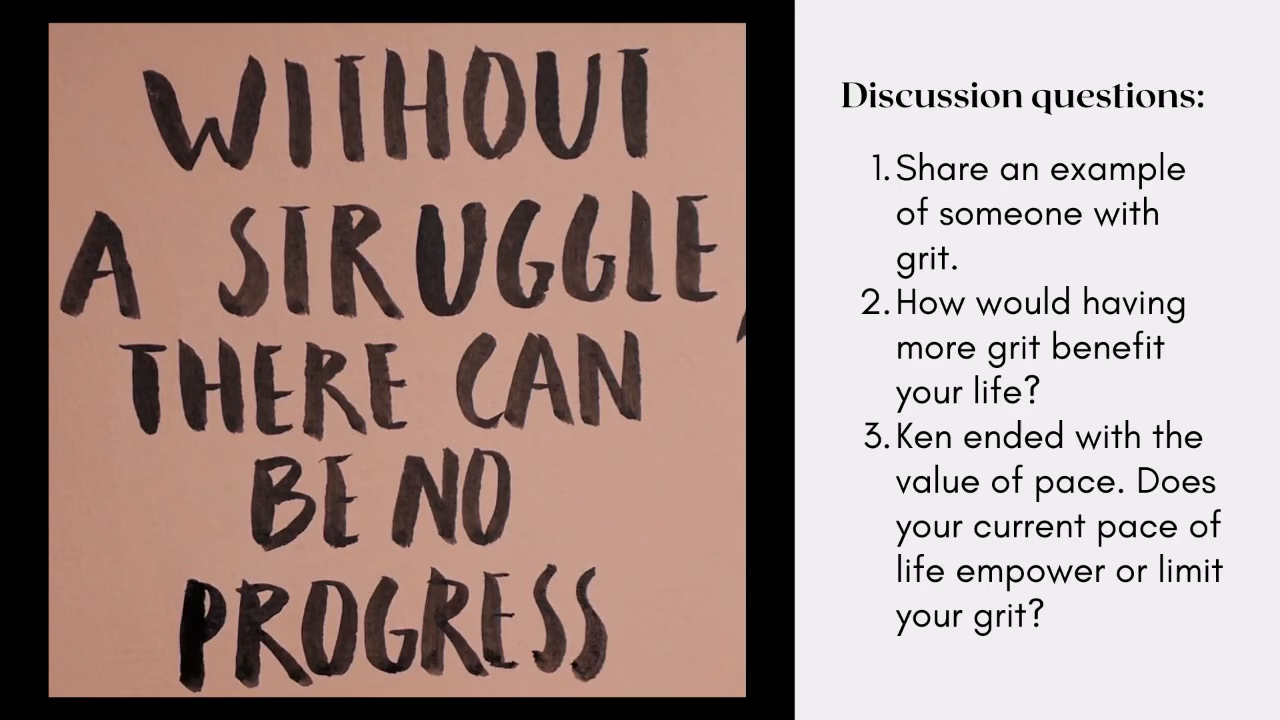 WITHOUT
A STRUGGLE,
THERE CAN
BE NO
PROGRESS
Discussion questions:
1. Share an example
of someone with
grit.
2. How would having
more grit benefit
your life?
3. Ken ended with the
value of pace. Does
your current pace of
life empower or limit
your grit?